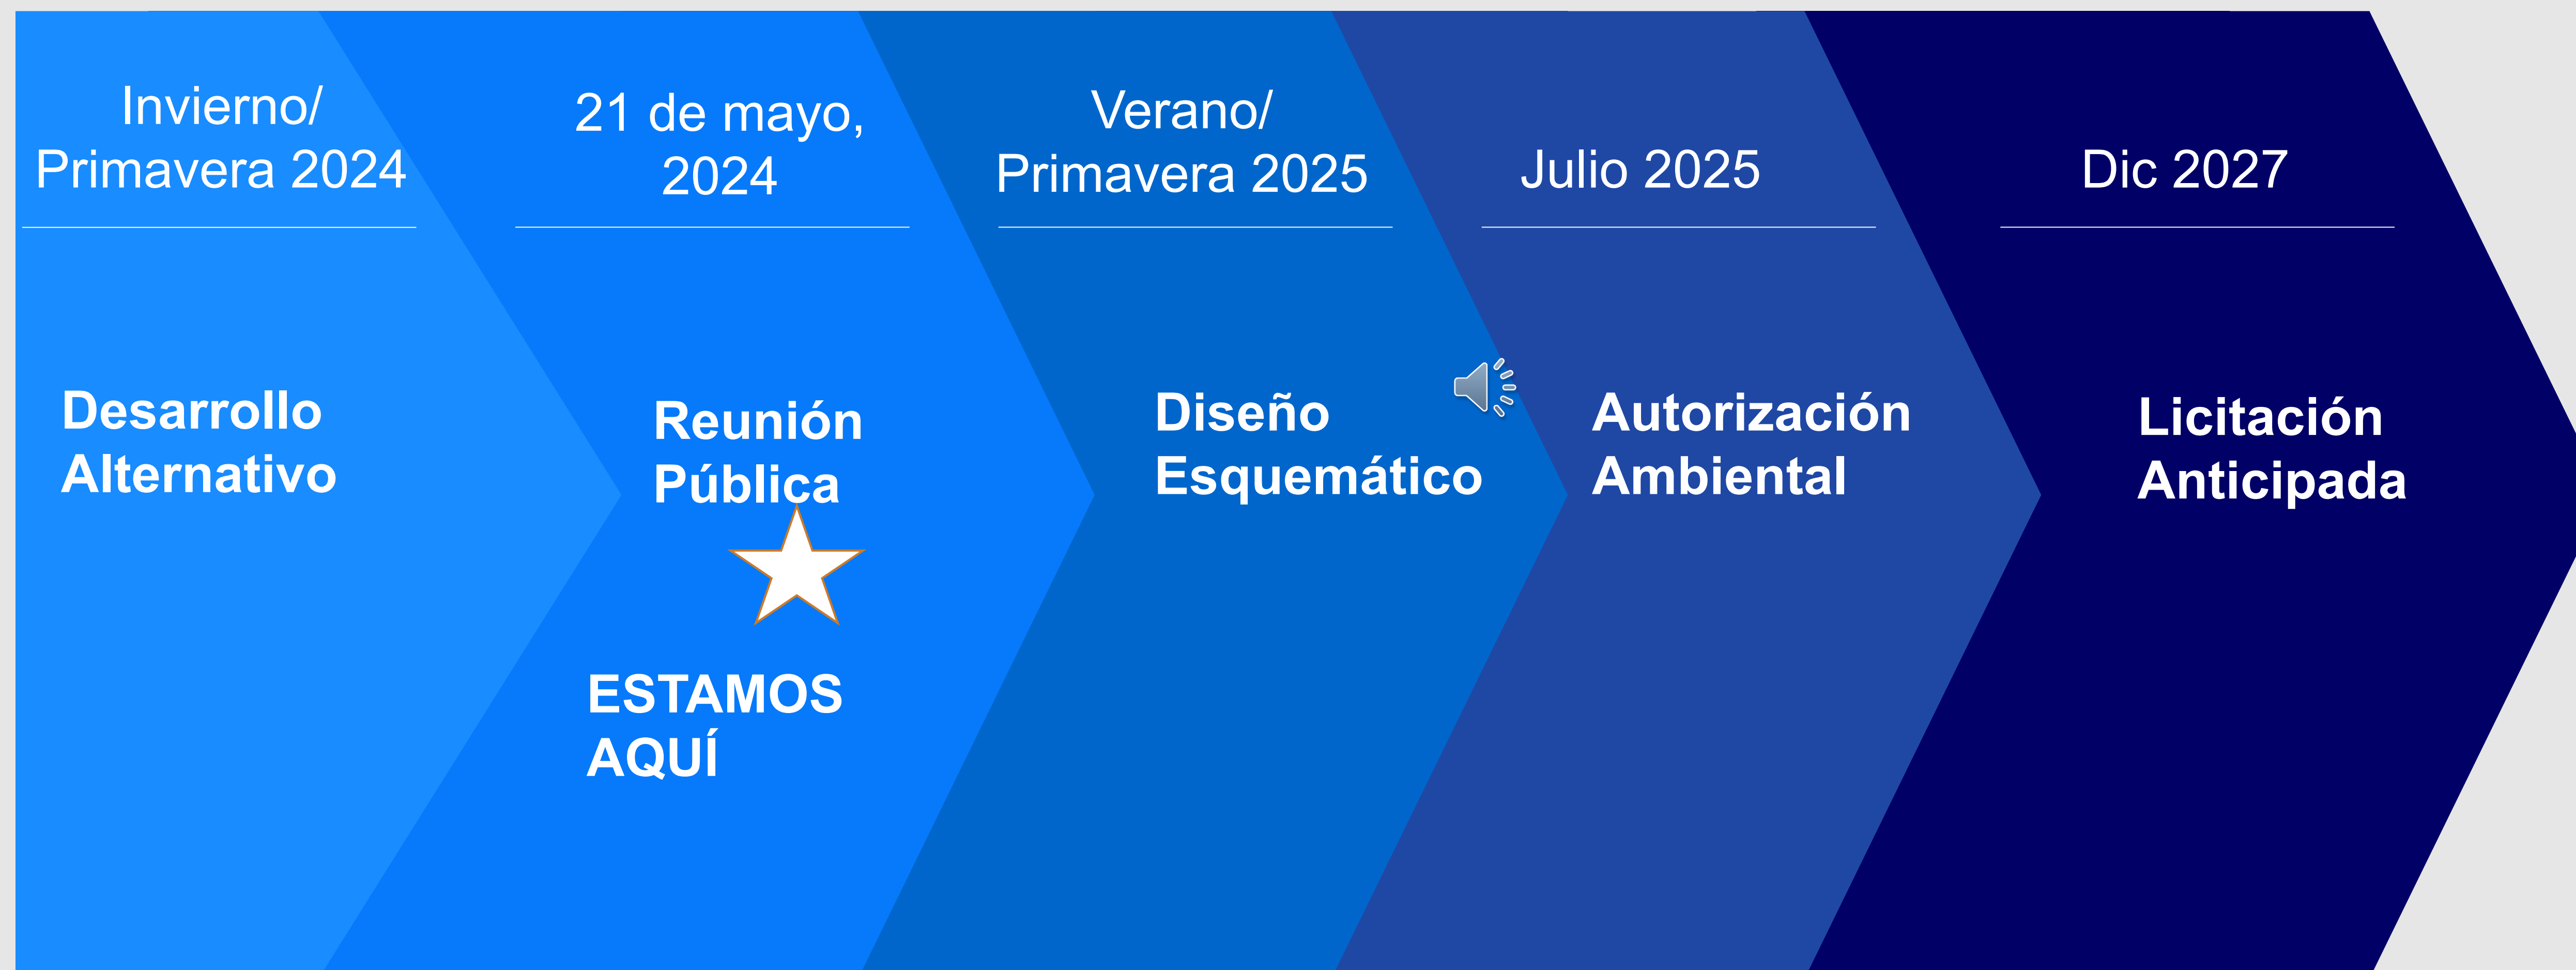 Invierno/
Primavera 2024
Desarrollo
Alternativo
21 de mayo,
2024
Reunión
Pública
ESTAMOS
AQUÍ
Verano/
Primavera 2025
Diseño
Esquemático
Julio 2025
Autorización
Ambiental
Dic 2027
Licitación
Anticipada